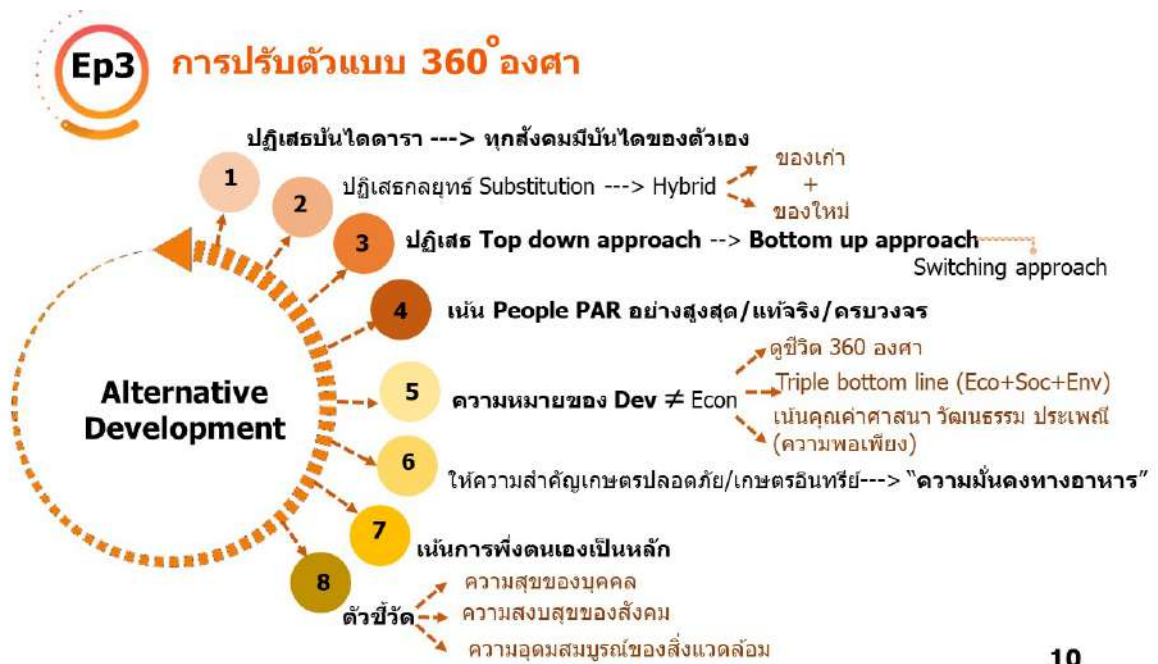 Ep3
การปรับตัวแบบ 360° องศา
ปฏิเสธบันไดดารา ---> ทุกสังคมมีบันไดของตัวเอง
1
ปฏิเสธกลยุทธ์ Substitution ---> Hybrid
ของเก่า
+
ของใหม่
2
ปฏิเสธ Top down approach --> Bottom up approach
Switching approach
3
เน้น People PAR อย่างสูงสุด/แท้จริง/ครบวงจร
4
Alternative
Development
5
ความหมายของ Dev ≠ Econ
ดูชีวิต 360 องศา
Triple bottom line (Eco+Soc+Env)
เน้นคุณค่าศาสนา วัฒนธรรม ประเพณี
(ความพอเพียง)
6
ให้ความสำคัญเกษตรปลอดภัย/เกษตรอินทรีย์---> “ความมั่นคงทางอาหาร”
7
เน้นการพึ่งตนเองเป็นหลัก
8
ตัวชี้วัด
ความสุขของบุคคล
ความสงบสุขของสังคม
ความอุดมสมบูรณ์ของสิ่งแวดล้อม
10